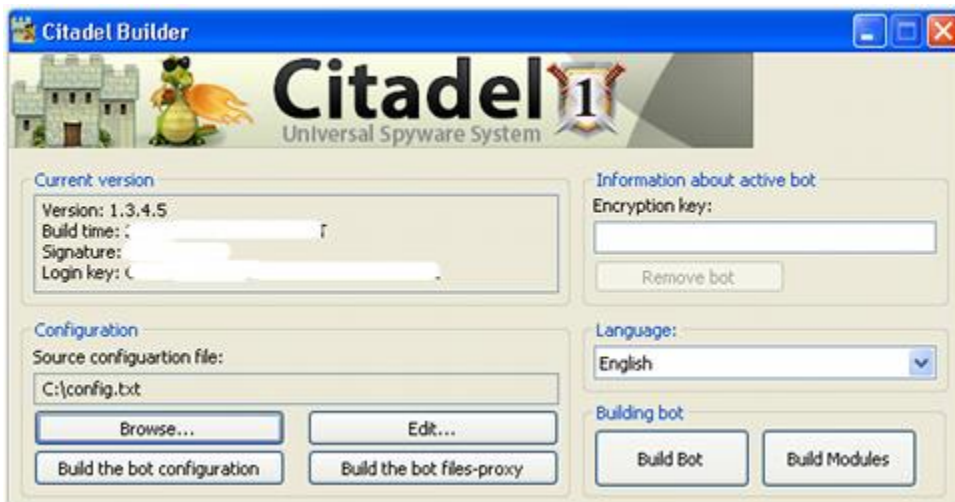 Citadel Builder
Citadel 1
Universal Spyware System
Current version
Version: 1.3.4.5
Build time:
Signature:
Login key:
Information about active bot
Encryption key:
Remove bot
Configuration
Source configuartion file:
C:\config.txt
Browse...
Edit...
Build the bot configuration
Build the bot files-proxy
Language:
English
Building bot
Build Bot
Build Modules